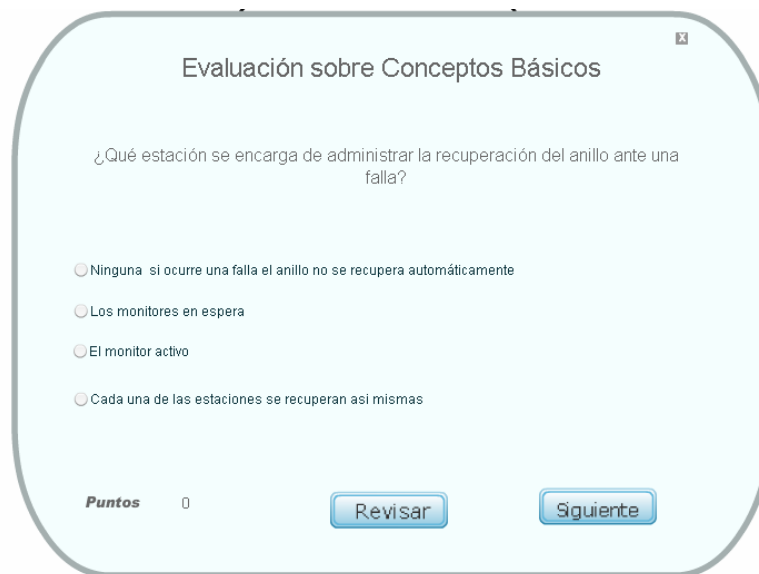 X
Evaluación sobre Conceptos Básicos
¿Qué estación se encarga de administrar la recuperación del anillo ante una
falla?
Ninguna si ocurre una falla el anillo no se recupera automáticamente
Los monitores en espera
El monitor activo
Cada una de las estaciones se recuperan asi mismas
Puntos 0
Revisar
Siguiente